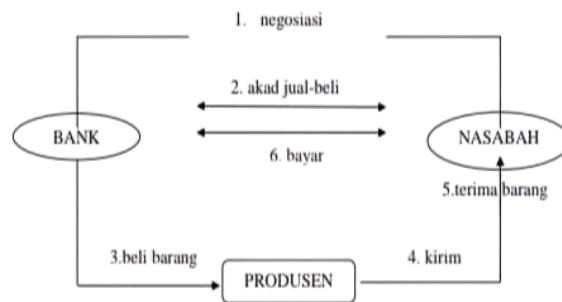 1. negosiasi
2. akad jual-beli
BANK
NASABAH
6. bayar
5.terima barang
3.beli barang
4. kirim
PRODUSEN